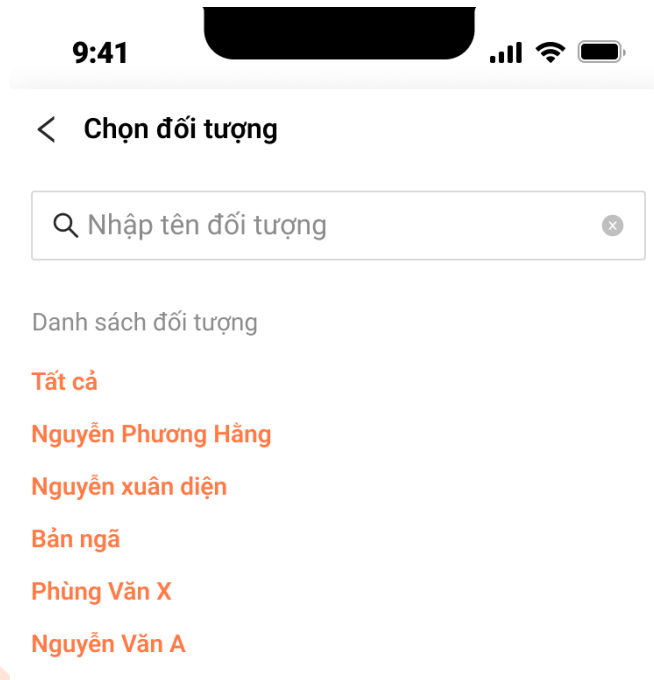 9:41
Chọn đối tượng
Nhập tên đối tượng
Danh sách đối tượng
Tất cả
Nguyễn Phương Hằng
Nguyễn xuân diện
Bản ngã
Phùng Văn X
Nguyễn Văn A